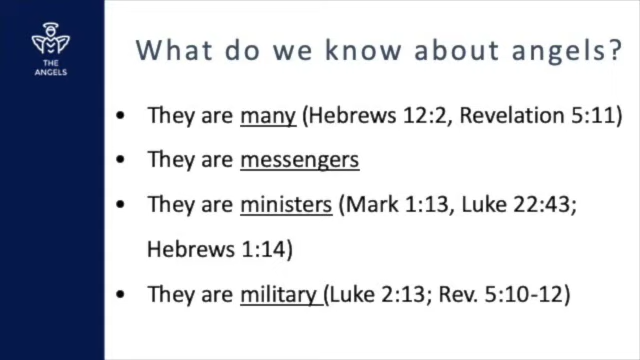 THE
ANGELS
What do we know about angels?
• They are many (Hebrews 12:2, Revelation 5:11)
• They are messengers
• They are ministers (Mark 1:13, Luke 22:43;
Hebrews 1:14)
• They are military (Luke 2:13; Rev. 5:10-12)